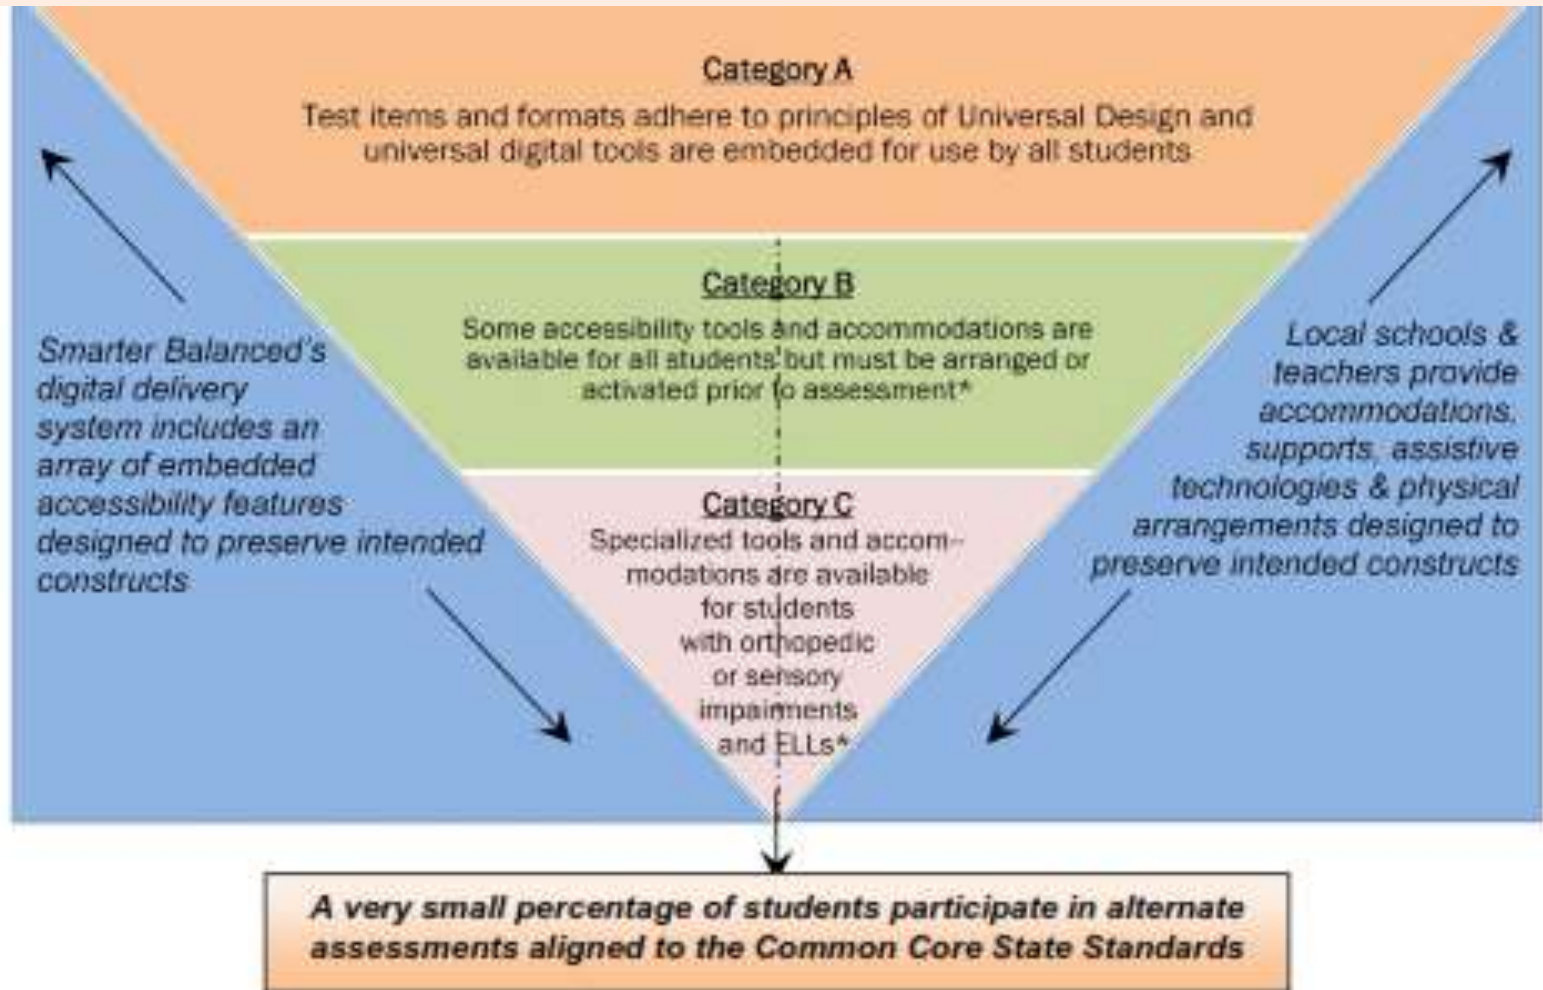 Category A
Test items and formats adhere to principles of Universal Design and
universal digital tools are embedded for use by all students
Category B
Some accessibility tools and accommodations are
available for all students but must be arranged or
activated prior to assessment*
Category C
Specialized tools and accom-
modations are available
for students
with orthopedic
or sensory
impairments
and ELLs*
Smarter Balanced's
digital delivery
system includes an
array of embedded
accessibility features
designed to preserve intended
constructs
Local schools &
teachers provide
accommodations,
supports, assistive
technologies & physical
arrangements designed to
preserve intended constructs
A very small percentage of students participate in alternate
assessments aligned to the Common Core State Standards